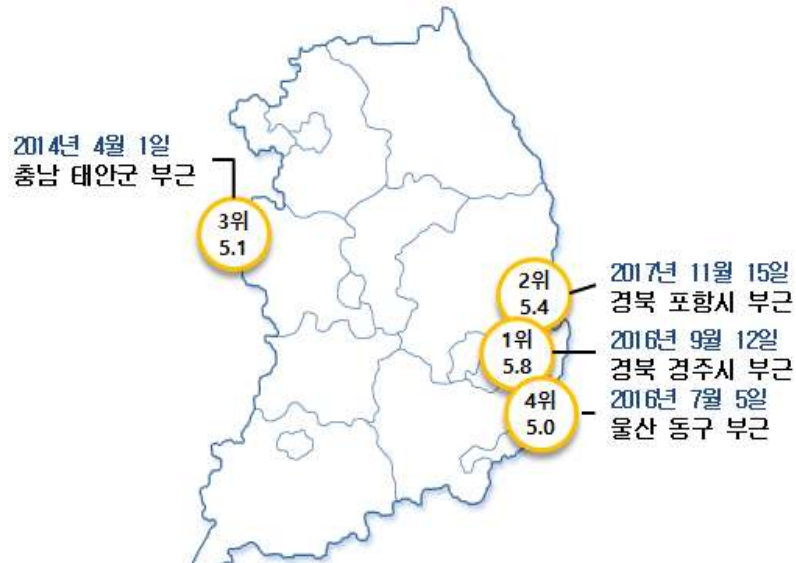 2014년 4월 1일
충남 태안군 부근
3위
5.1
2위
5.4
2017년 11월 15일
경북 포항시 부근
1위
5.8
2016년 9월 12일
경북 경주시 부근
4위
5.0
2016년 7월 5일
울산 동구 부근